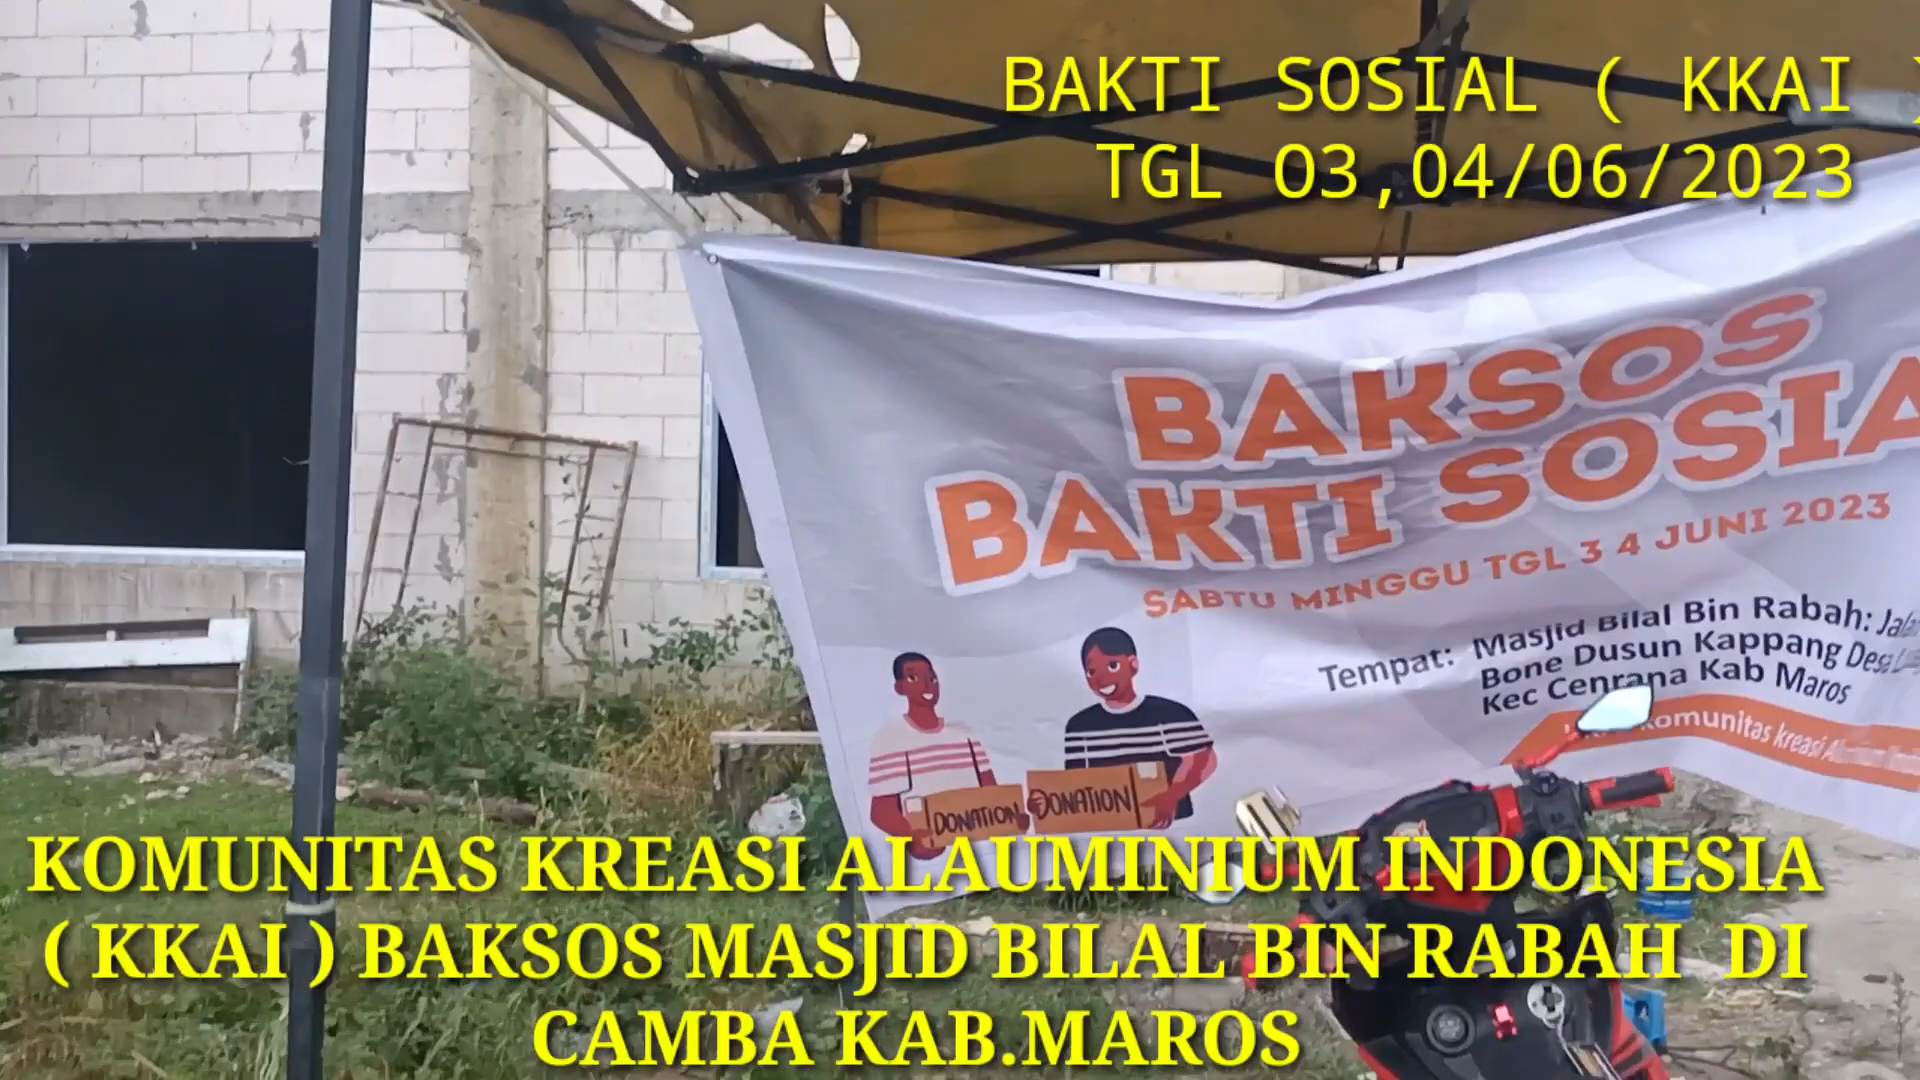 BAKTI SOSIAL ( KKAI )
TGL O3,04/06/2023
BAKSOS
BAKTI SOSIA
SABTU MINGGU TGL 3 4 JUNI 2023
Tempat: Masjid Bilal Bin Rabah: Jalan
Bone Dusun Kappang Desa
Kec Cenrana Kab Maros
Komunitas kreasi
DONATION DONATION
KOMUNITAS KREASI ALAUMINIUM INDONESIA
( KKAI ) BAKSOS MASJID BILAL BIN RABAH DI
CAMBA KAB.MAROS